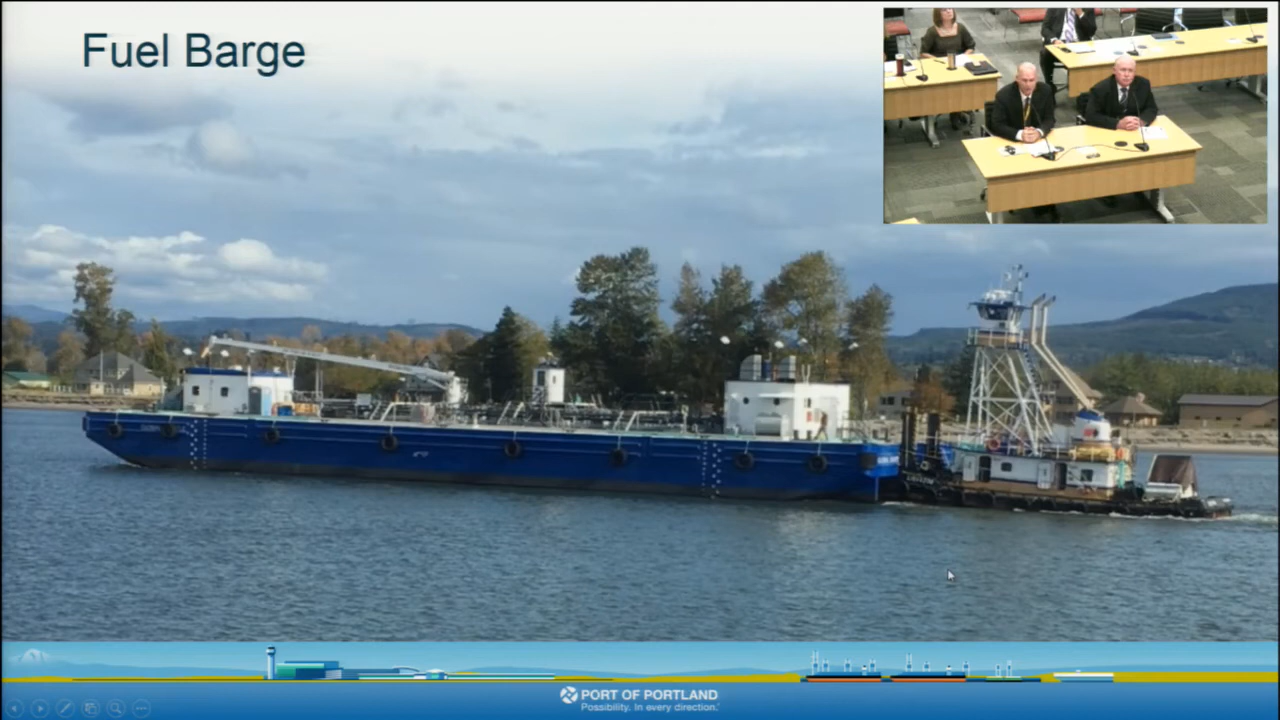 Fuel Barge
PORT OF PORTLAND
Possibility. In every direction.